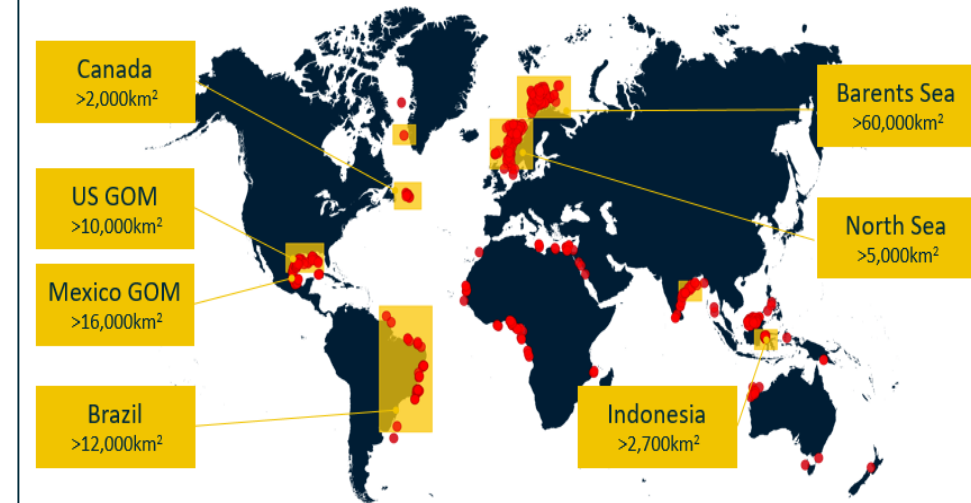 Canada
>2,000km²
US GOM
>10,000km²
Mexico GOM
>16,000km²
Brazil
>12,000km²
Barents Sea
>60,000km²
North Sea
>5,000km²
Indonesia
>2,700km²